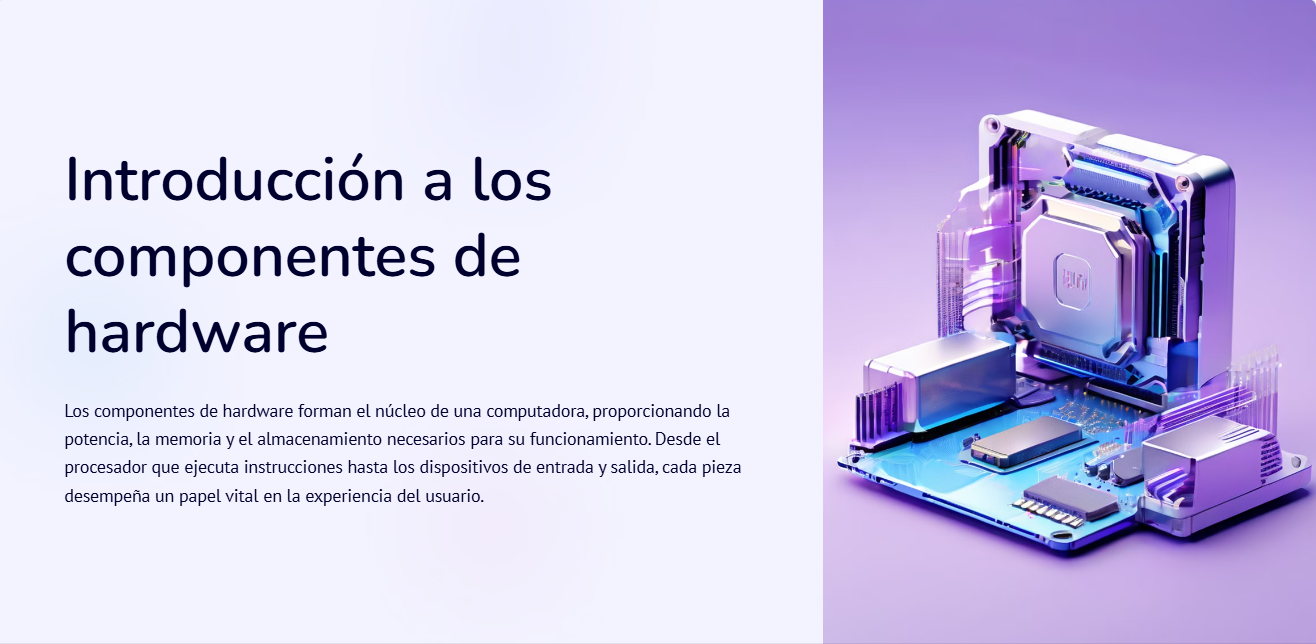 Introducción a los
componentes de
hardware
Los componentes de hardware forman el núcleo de una computadora, proporcionando la
potencia, la memoria y el almacenamiento necesarios para su funcionamiento. Desde el
procesador que ejecuta instrucciones hasta los dispositivos de entrada y salida, cada pieza
desempeña un papel vital en la experiencia del usuario.